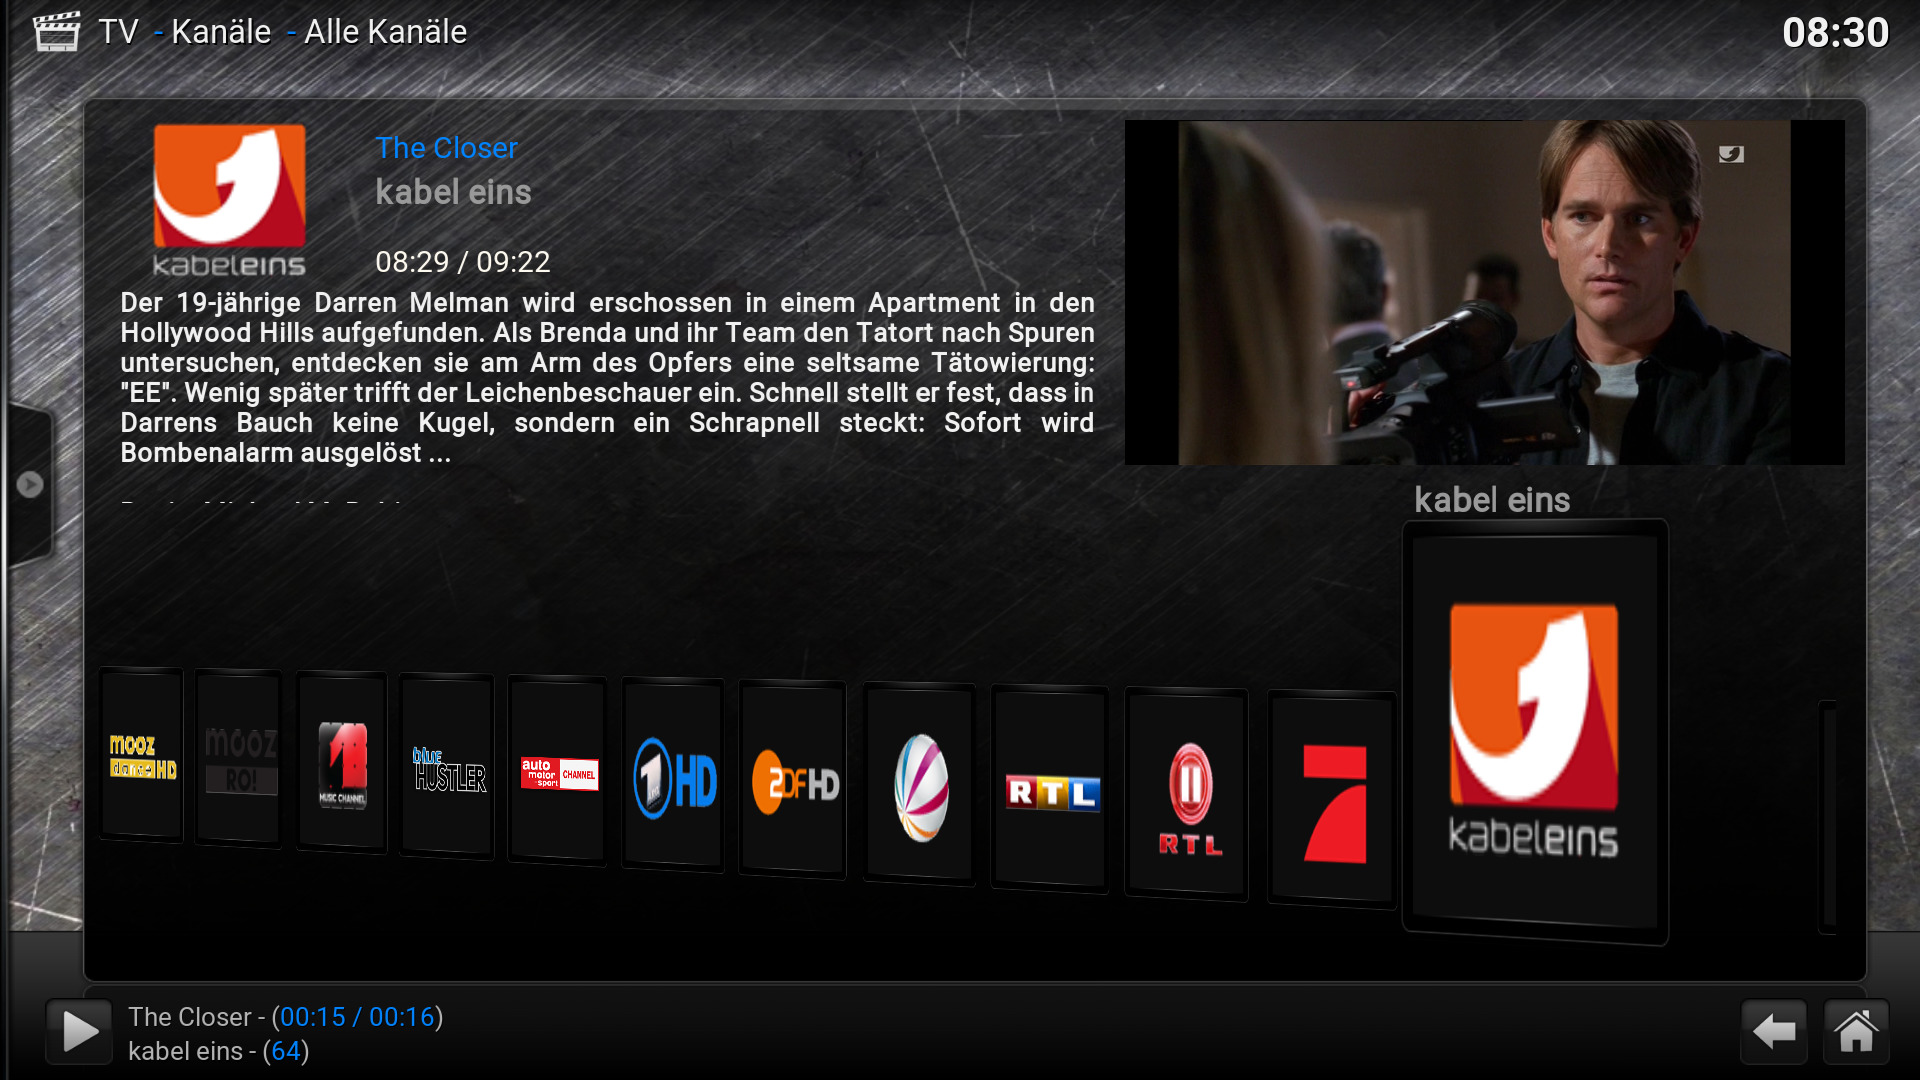 TV - Kanäle - Alle Kanäle
08:30
kabeleins
The Closer
kabel eins
08:29 / 09:22
Der 19-jährige Darren Melman wird erschossen in einem Apartment in den
Hollywood Hills aufgefunden. Als Brenda und ihr Team den Tatort nach Spuren
untersuchen, entdecken sie am Arm des Opfers eine seltsame Tätowierung:
"EE". Wenig später trifft der Leichenbeschauer ein. Schnell stellt er fest, dass in
Darrens Bauch keine Kugel, sondern ein Schrapnell steckt: Sofort wird
Bombenalarm ausgelöst ...
kabel eins
mooz
dance HD
mooz
RO!
MUSIC CHANNEL
blue
HUSTLER
auto
motor
sport
CHANNEL
1 HD
ZDF HD
RTL
II
RTL
7
kabeleins
The Closer - (00:15 / 00:16)
kabel eins - (64)